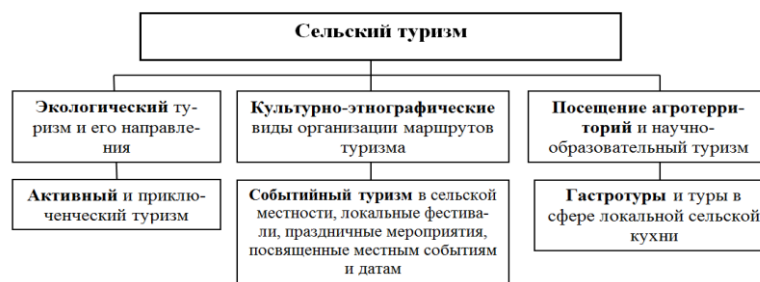 Сельский туризм
Экологический ту-
ризм и его направле-
ния
Культурно-этнографические
виды организации маршрутов
туризма
Посещение агротерри-
торий и научно-
образовательный туризм
Активный и приклю-
ченческий туризм
Событийный туризм в сельской
местности, локальные фестива-
ли, праздничные мероприятия,
посвященные местным событиям
и датам
Гастротуры и туры в
сфере локальной сельской
кухни